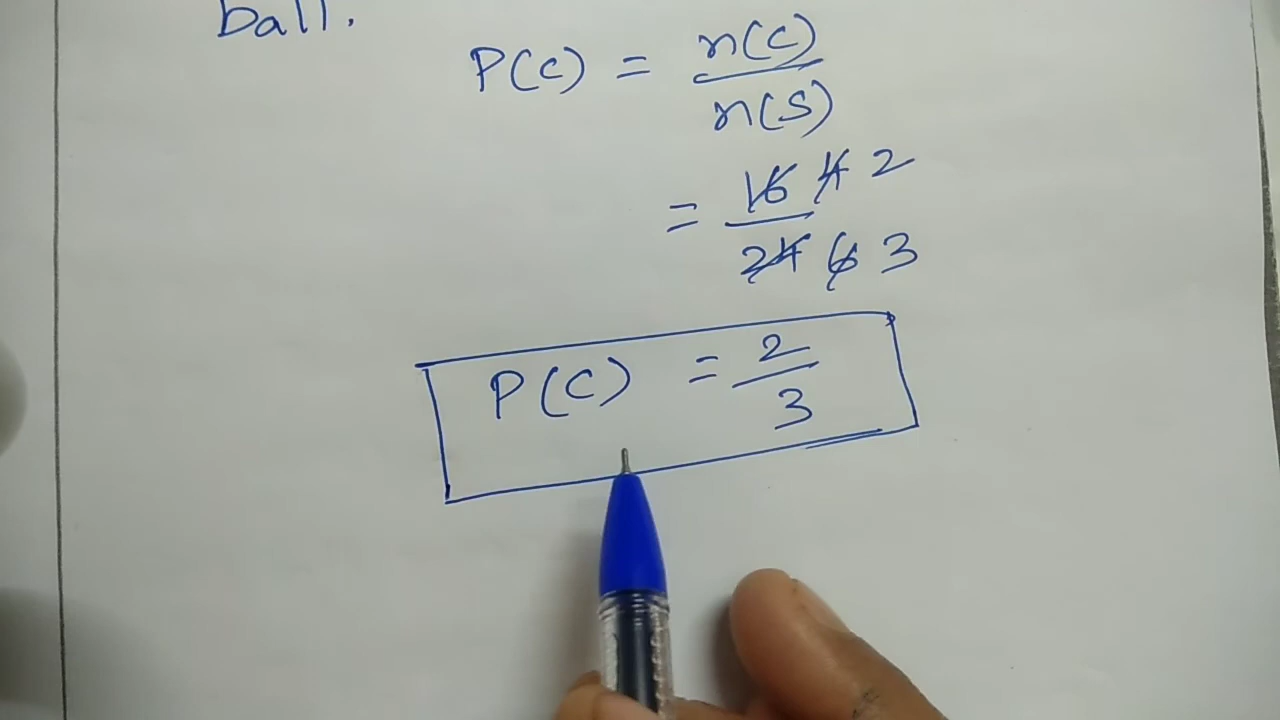 ball.
P(C) = n(C)
n(S)
= 16 4 2
24 6 3
P(C) = 2
3